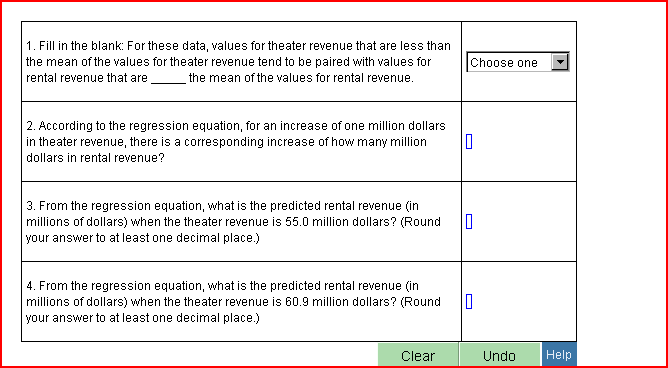 1. Fill in the blank: For these data, values for theater revenue that are less than
the mean of the values for theater revenue tend to be paired with values for
rental revenue that are _____ the mean of the values for rental revenue.
Choose one
2. According to the regression equation, for an increase of one million dollars
in theater revenue, there is a corresponding increase of how many million
dollars in rental revenue?
3. From the regression equation, what is the predicted rental revenue (in
millions of dollars) when the theater revenue is 55.0 million dollars? (Round
your answer to at least one decimal place.)
4. From the regression equation, what is the predicted rental revenue (in
millions of dollars) when the theater revenue is 60.9 million dollars? (Round
your answer to at least one decimal place.)
Clear Undo Help